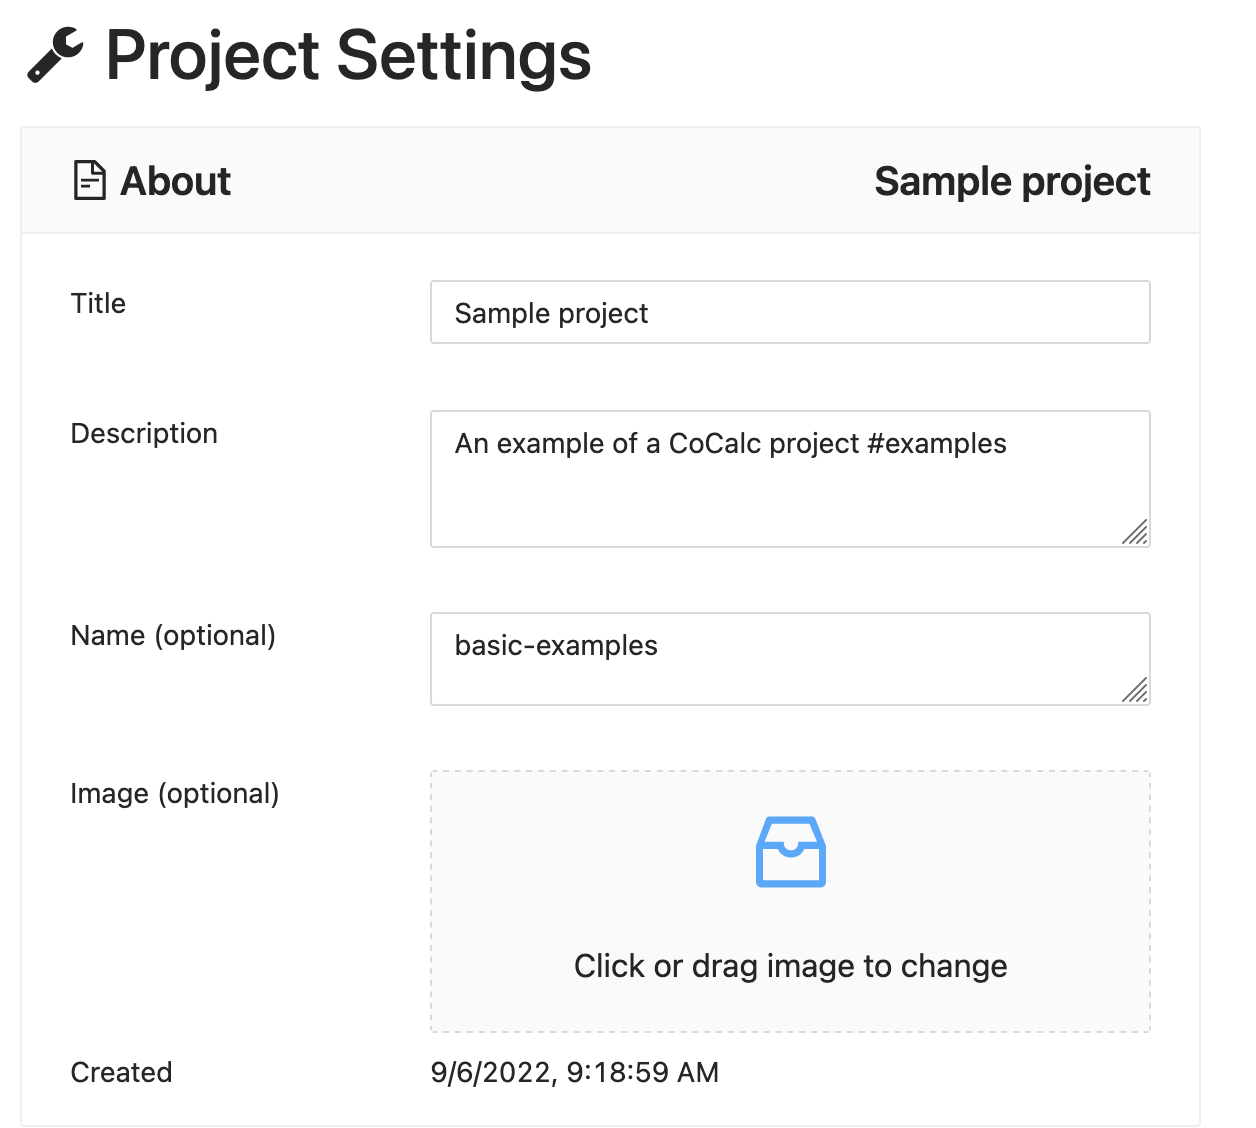 Project Settings
About
Sample project
Title
Sample project
Description
An example of a CoCalc project #examples
Name (optional)
basic-examples
Image (optional)
Click or drag image to change
Created
9/6/2022, 9:18:59 AM